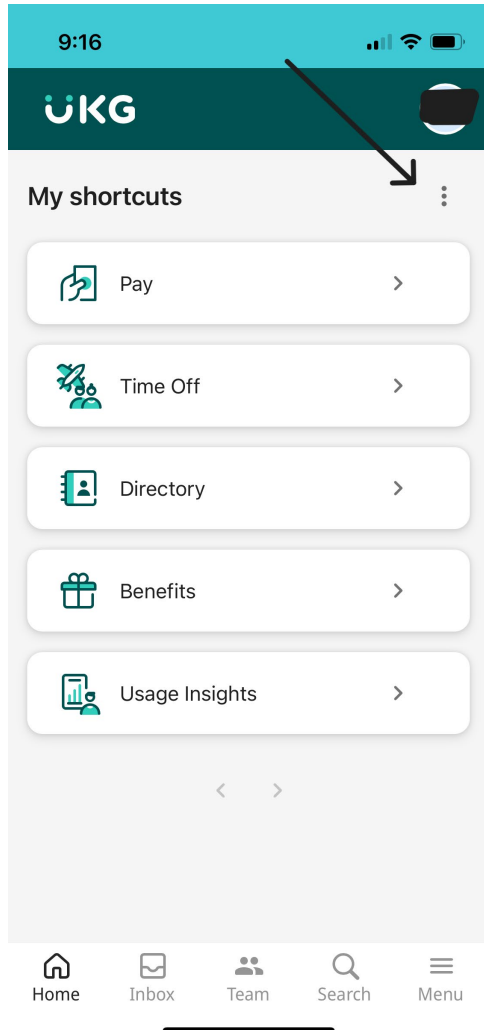 9:16
UKG
My shortcuts
Pay
Time Off
Directory
Benefits
Usage Insights
Home Inbox Team Search Menu